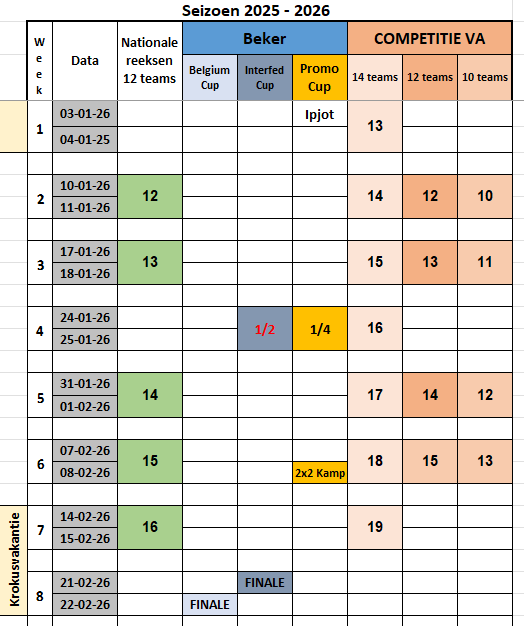 Seizoen 2025 - 2026
W e e k Data Nationale reeksen 12 teams Beker COMPETITIE VA
Belgium Cup Interfed Cup Promo Cup 14 teams 12 teams 10 teams
1 03-01-26 Ipjot 13
04-01-25
2 10-01-26 12 14 12 10
11-01-26
3 17-01-26 13 15 13 11
18-01-26
4 24-01-26 1/2 1/4 16
25-01-26
5 31-01-26 14 17 14 12
01-02-26
6 07-02-26 15 18 15 13
08-02-26 2x2 Kamp
Krokusvakantie 7 14-02-26 16 19
15-02-26
8 21-02-26 FINALE
22-02-26 FINALE